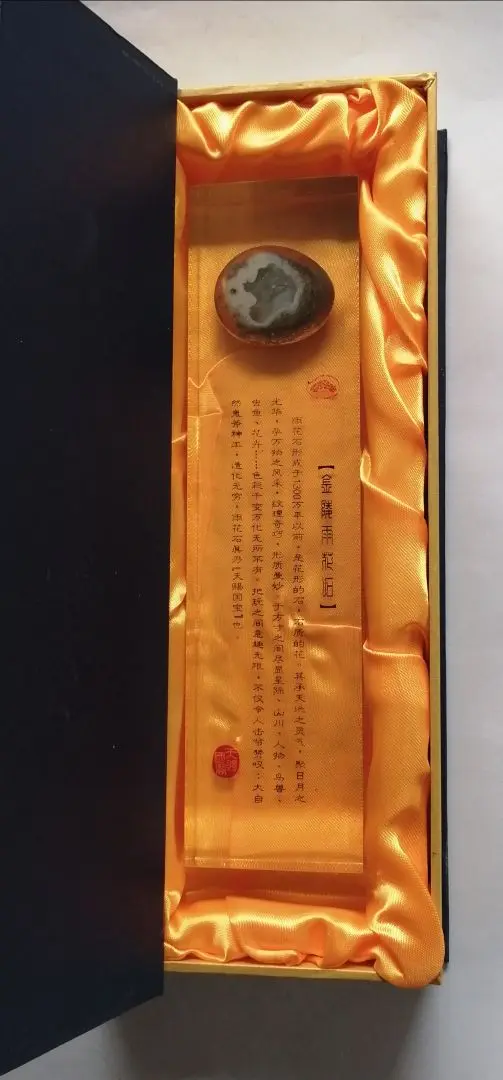 【金陵雨花石】
雨花石形成于1300万年以前，是花形的石，石质的花。其承天地之灵气，聚日月之
光华，孕万物之风采，纹理奇巧，形质曼妙。于方寸之间尽显星陨、山川、人物、鸟兽、
虫鱼、花卉……色彩千变万化无所不有。把玩之间意趣无限，不仅令人击节赞叹：大自
然鬼斧神工，造化无穷，雨花石真乃【天赐国宝】也。